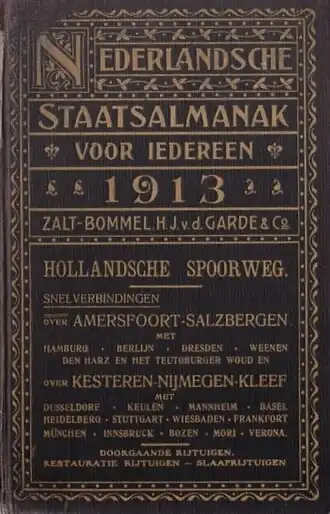 NEDERLANDSCHE
STAATSALMANAK
VOOR IEDEREEN
1913
ZALT-BOMMEL, H.J.v.d. GARDE & Co.
HOLLANDSCHE SPOORWEG.
SNELVERBINDINGEN
OVER AMERSFOORT-SALZBERGEN
MET
HAMBURG • BERLIJN • DRESDEN • WEENEN
DEN HARZ EN HET TEUTOBURGER WOUD EN
OVER KESTEREN-NIJMEGEN-KLEEF
MET
DUSSELDORF • KEULEN • MANNHEIM • BASEL
HEIDELBERG • STUTTGART • WIESBADEN • FRANKFORT
MÜNCHEN • INNSBRUCK • BOZEN • MORI • VERONA.
DOORGAANDE RIJTUIGEN.
RESTAURATIE RIJTUIGEN – SLAAPRIJTUIGEN